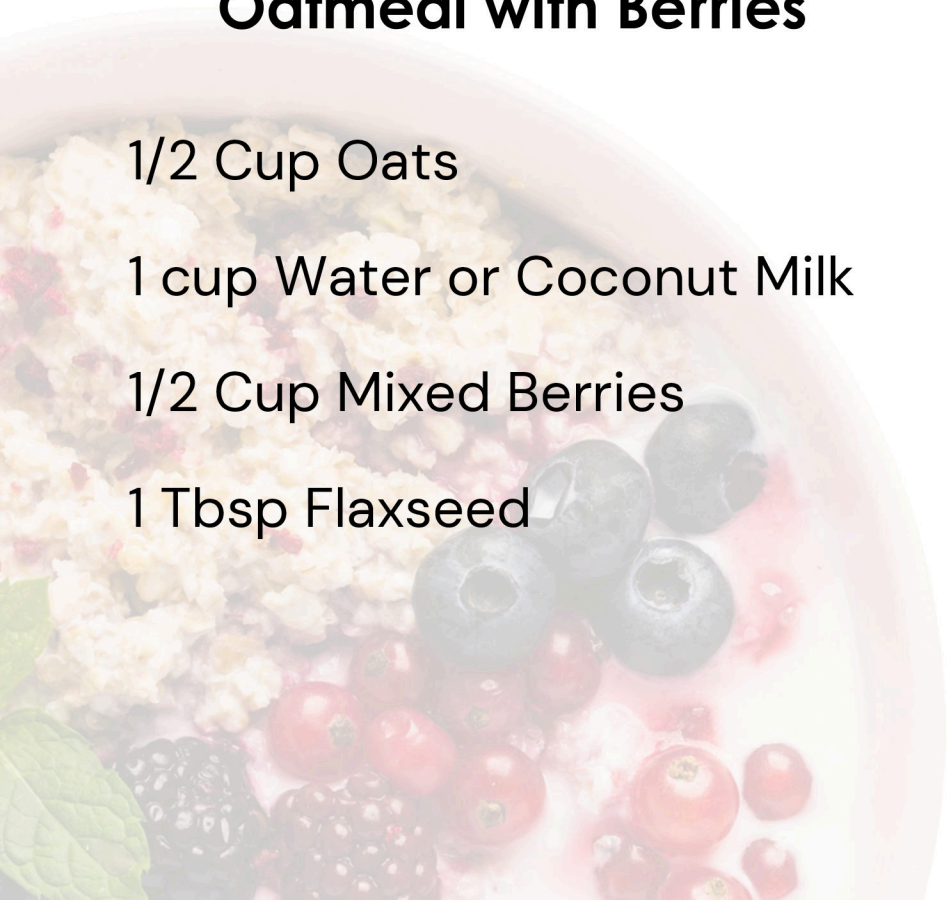 Oatmeal with Berries
1/2 Cup Oats
1 cup Water or Coconut Milk
1/2 Cup Mixed Berries
1 Tbsp Flaxseed